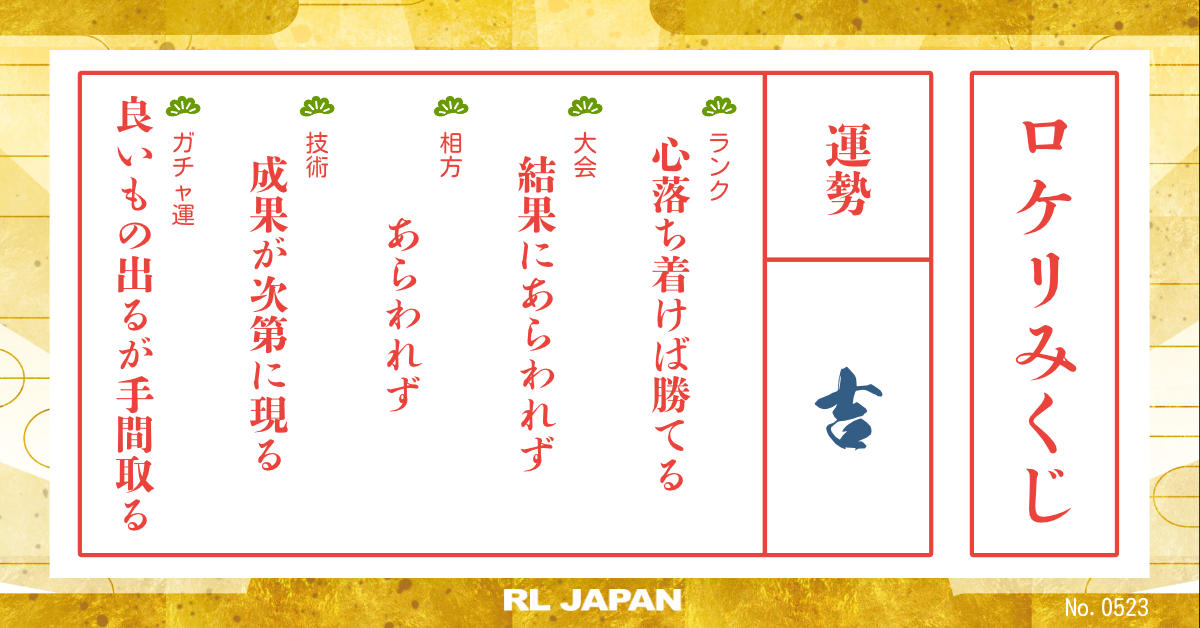 ロケリみくじ
運勢
吉
ランク
心落ち着けば勝てる
大会
結果にあらわれず
相方
あらわれず
技術
成果が次第に現る
ガチャ運
良いもの出るが手間取る
RL JAPAN
No. 0523